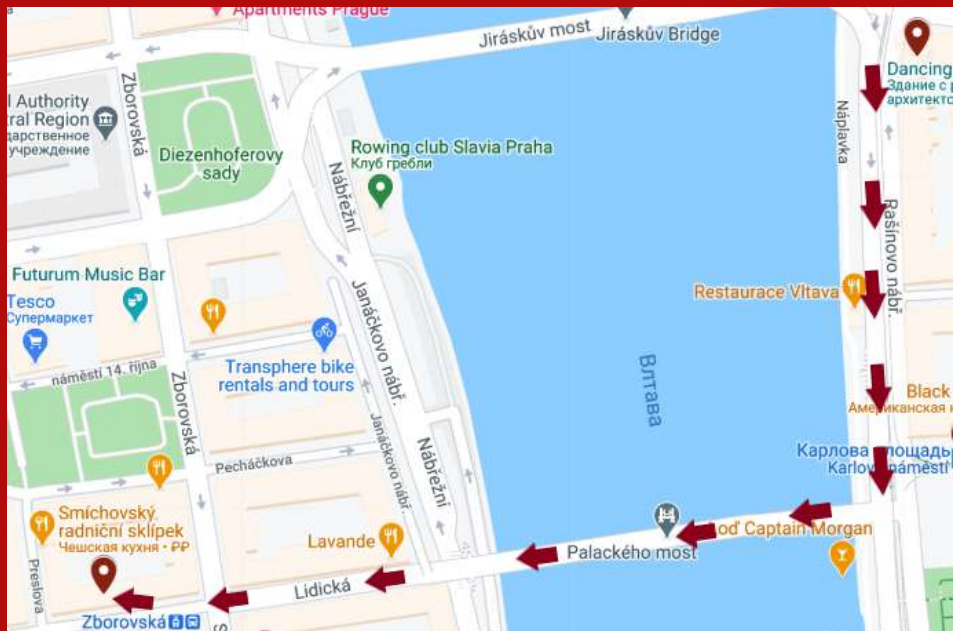 Apartments Prague
Jiráskův most
Jiráskův Bridge
Dancing
Здание с
архитекто
l Authority
ral Region
дарственное
учреждение
Zborovská
Diezenhoferovy
sady
Rowing club Slavia Praha
Клуб гребли
Náplavka
Nábřežní
Rašínovo nábř.
Futurum Music Bar
Tesco
Супермаркет
Restaurace Vltava
Janáčkovo nábř.
Transphere bike
rentals and tours
náměstí 14. října
Zborovská
Влтава
Black
Американская к
Janáčkovo nábř.
Nábřežní
Карлова площадь
Karlovo náměstí
Pecháčkova
Smíchovský
radniční sklípek
Чешская кухня • ₽₽
Lavande
oď Captain Morgan
Palackého most
Preslova
Lidická
Zborovská
S